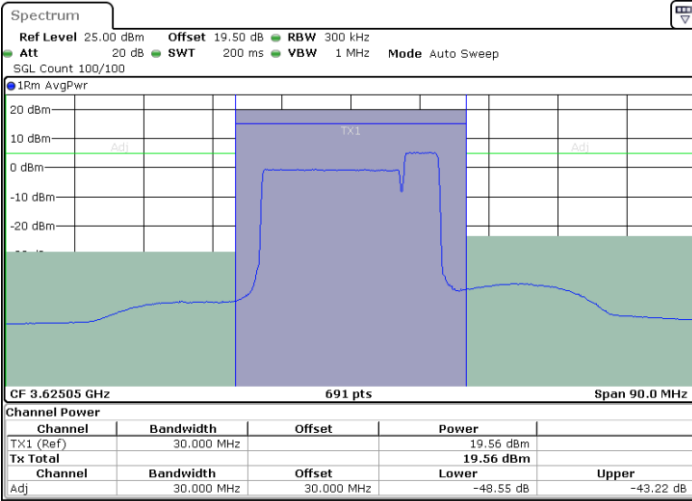 Spectrum
Ref Level 25.00 dBm Offset 19.50 dB RBW 300 kHz
Att 20 dB SWT 200 ms VBW 1 MHz Mode Auto Sweep
SGL Count 100/100
1Rm AvgPwr
20 dBm
TX1
10 dBm
Adj Adj
0 dBm
-10 dBm
-20 dBm
CF 3.62505 GHz 691 pts Span 90.0 MHz
Channel Power
Channel Bandwidth Offset Power
TX1 (Ref) 30.000 MHz 19.56 dBm
Tx Total 19.56 dBm
Channel Bandwidth Offset Lower Upper
Adj 30.000 MHz 30.000 MHz -48.55 dB -43.22 dB